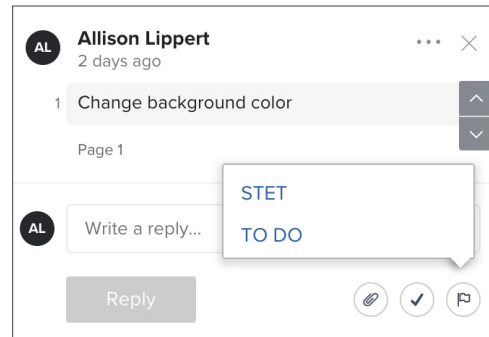 AL
Allison Lippert
2 days ago
1 Change background color
Page 1
STET
TO DO
AL
Write a reply...
Reply